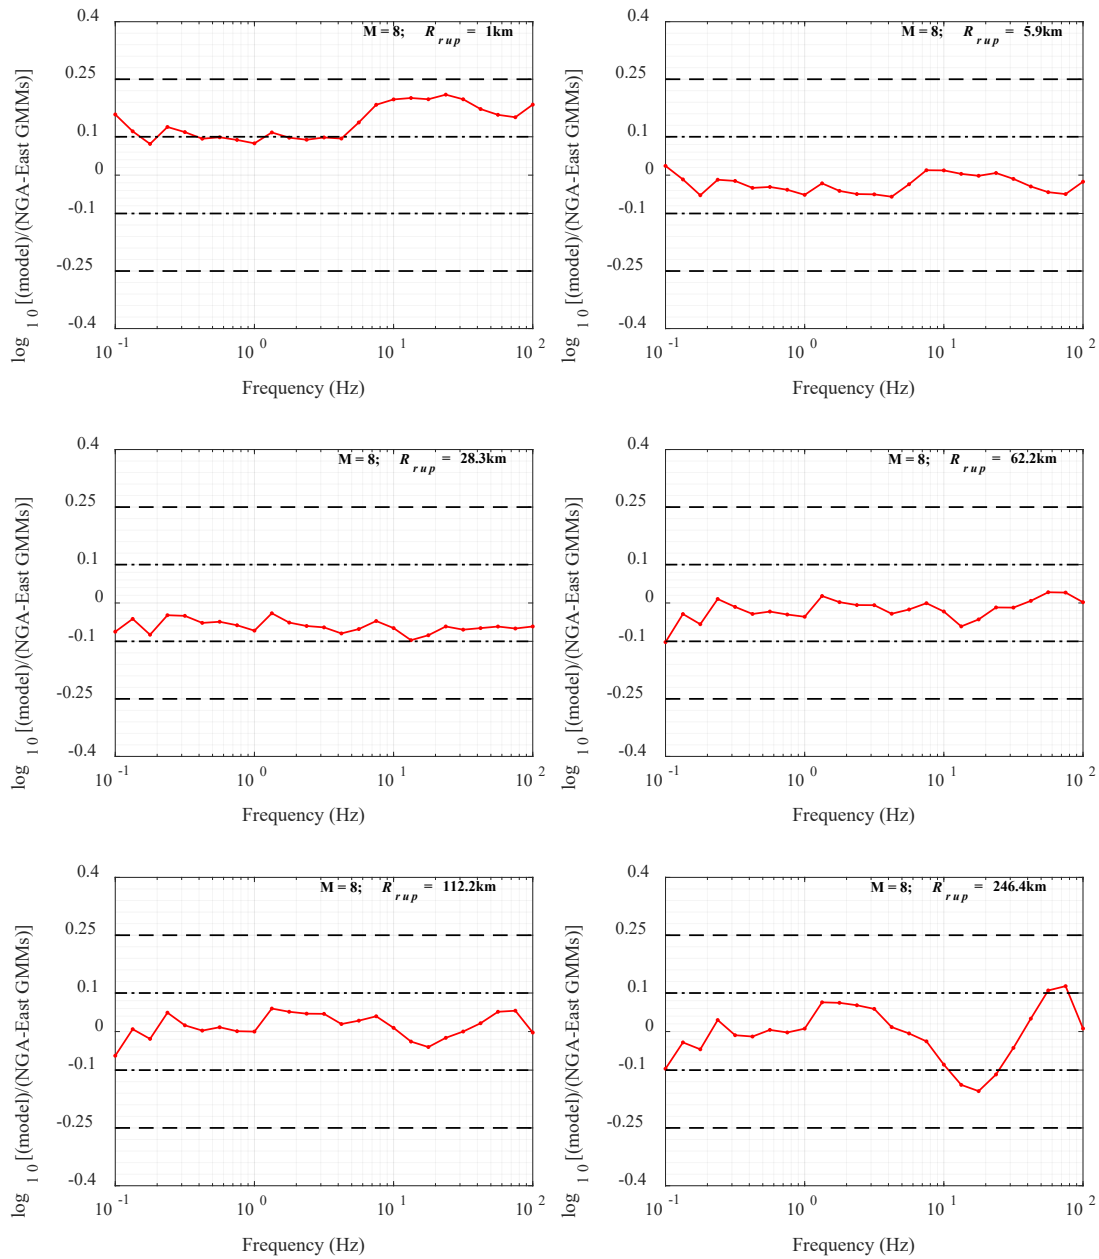 M = 8; R_rup = 1km
0.4
0.25
0.1
0
-0.1
-0.25
-0.4
log 10 [(model)/(NGA-East GMMs)]
10^-1 10^0 10^1 10^2
Frequency (Hz)
M = 8; R_rup = 5.9km
0.4
0.25
0.1
0
-0.1
-0.25
-0.4
log 10 [(model)/(NGA-East GMMs)]
10^-1 10^0 10^1 10^2
Frequency (Hz)
M = 8; R_rup = 28.3km
0.4
0.25
0.1
0
-0.1
-0.25
-0.4
log 10 [(model)/(NGA-East GMMs)]
10^-1 10^0 10^1 10^2
Frequency (Hz)
M = 8; R_rup = 62.2km
0.4
0.25
0.1
0
-0.1
-0.25
-0.4
log 10 [(model)/(NGA-East GMMs)]
10^-1 10^0 10^1 10^2
Frequency (Hz)
M = 8; R_rup = 112.2km
0.4
0.25
0.1
0
-0.1
-0.25
-0.4
log 10 [(model)/(NGA-East GMMs)]
10^-1 10^0 10^1 10^2
Frequency (Hz)
M = 8; R_rup = 246.4km
0.4
0.25
0.1
0
-0.1
-0.25
-0.4
log 10 [(model)/(NGA-East GMMs)]
10^-1 10^0 10^1 10^2
Frequency (Hz)